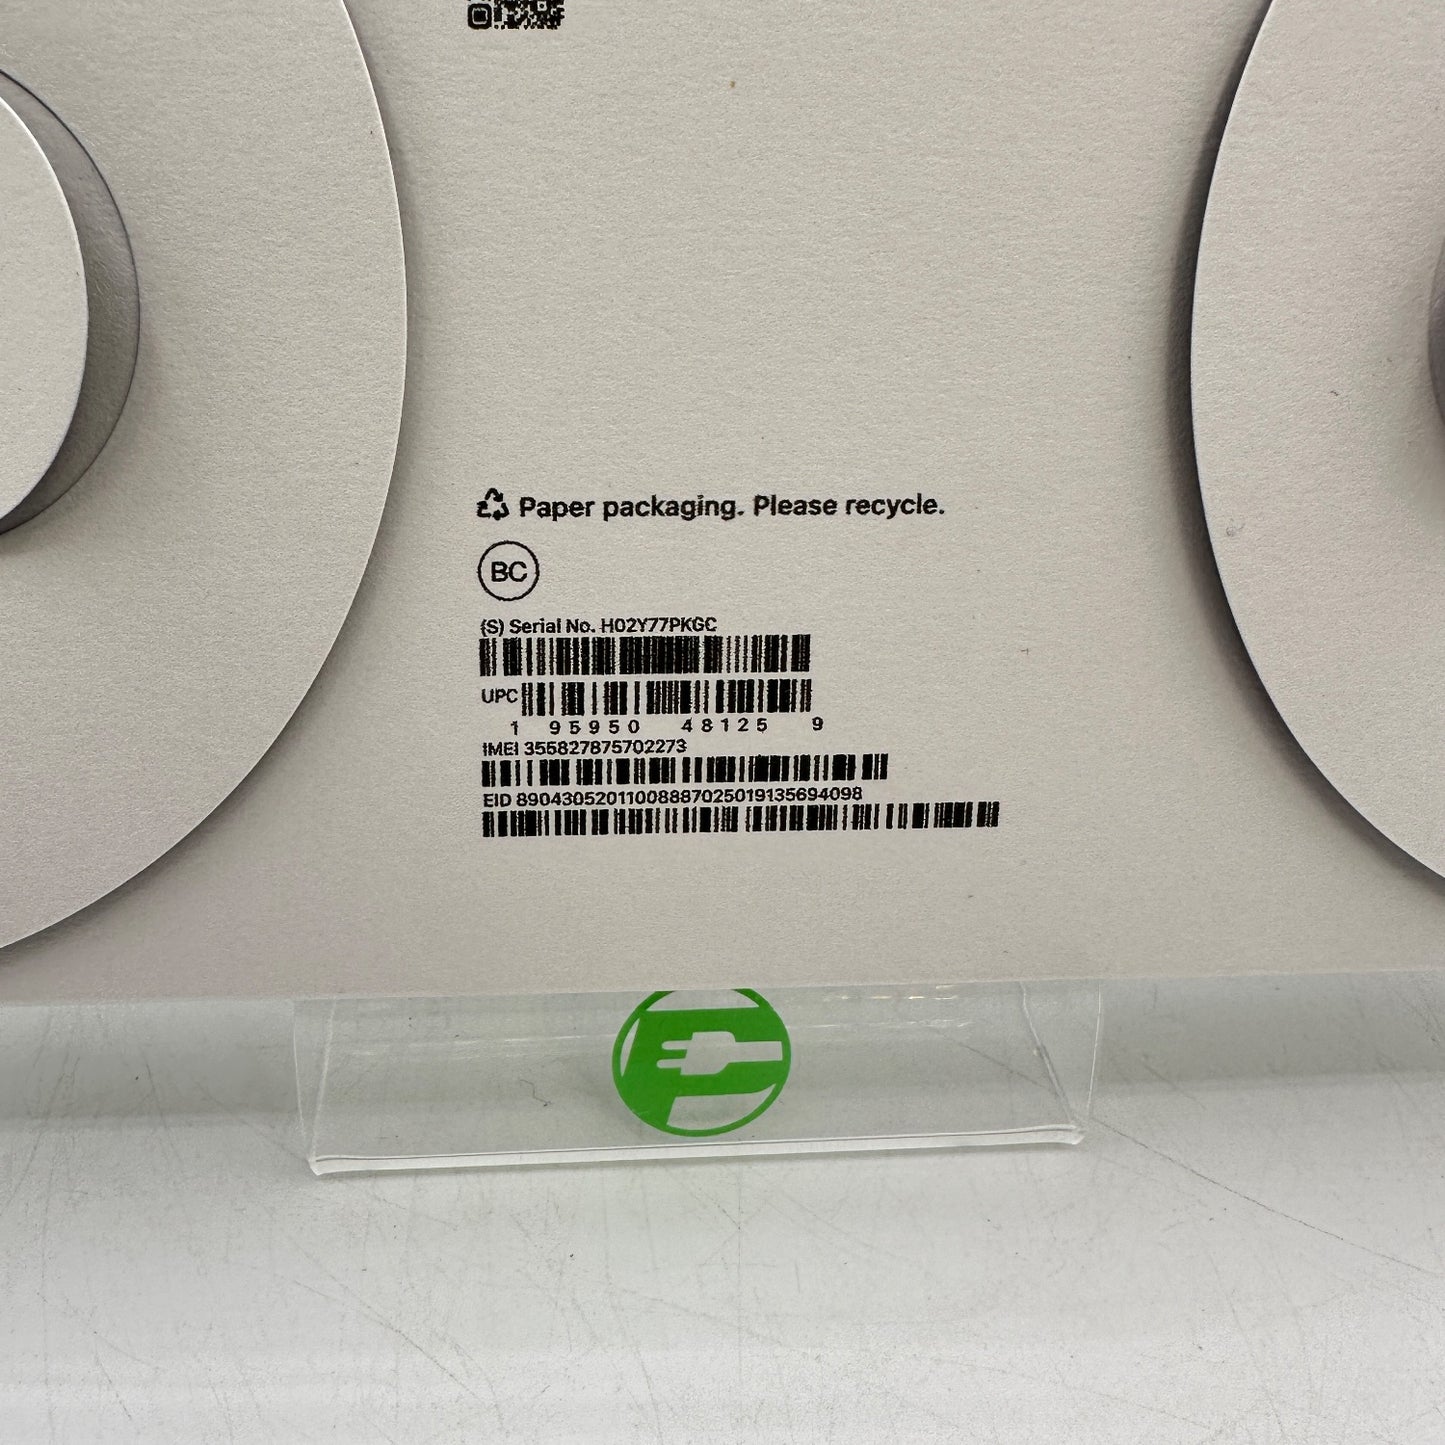 Paper packaging. Please recycle.
BC
(S) Serial No. H02Y77PKGC
UPC
1 95950 48125 9
IMEI 355827875702273
EID 89043052011008887025019135694098